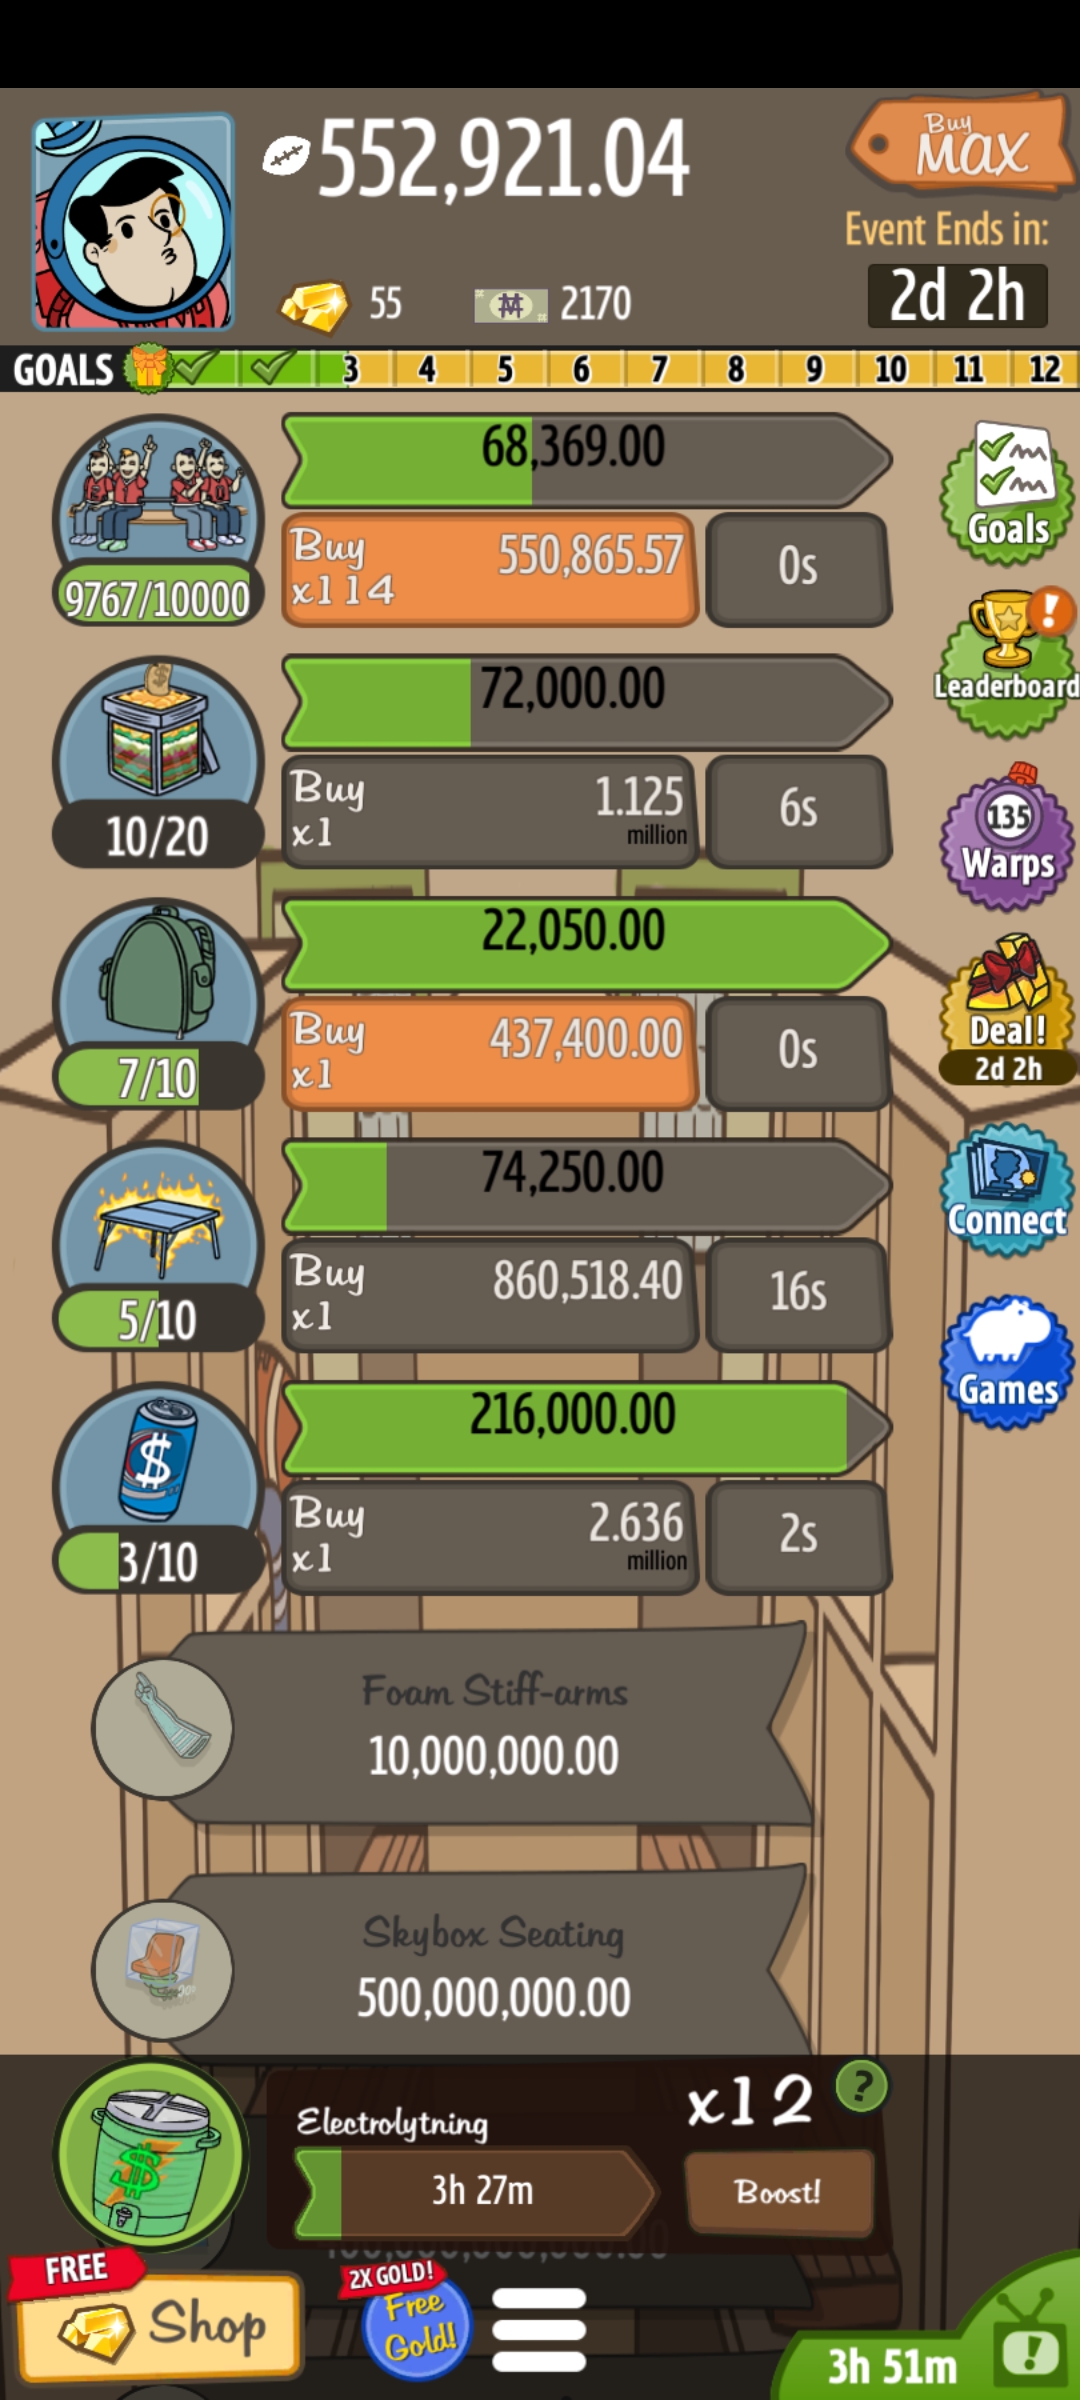 552,921.04
Buy
MAX
Event Ends in:
55
2170
2d 2h
GOALS 3 4 5 6 7 8 9 10 11 12
68,369.00
Buy
x114
550,865.57
0s
9767/10000
Goals
72,000.00
Leaderboard
Buy
x1
1.125
million
6s
10/20
135
Warps
22,050.00
Buy
x1
437,400.00
0s
7/10
Deal!
2d 2h
74,250.00
Buy
x1
860,518.40
16s
5/10
Connect
216,000.00
Games
Buy
x1
2.636
million
2s
$
3/10
Foam Stiff-arms
10,000,000.00
Skybox Seating
500,000,000.00
x12
?
Electrolytning
3h 27m
Boost!
$
FREE
Shop
2X GOLD!
Free
Gold!
3h 51m
!